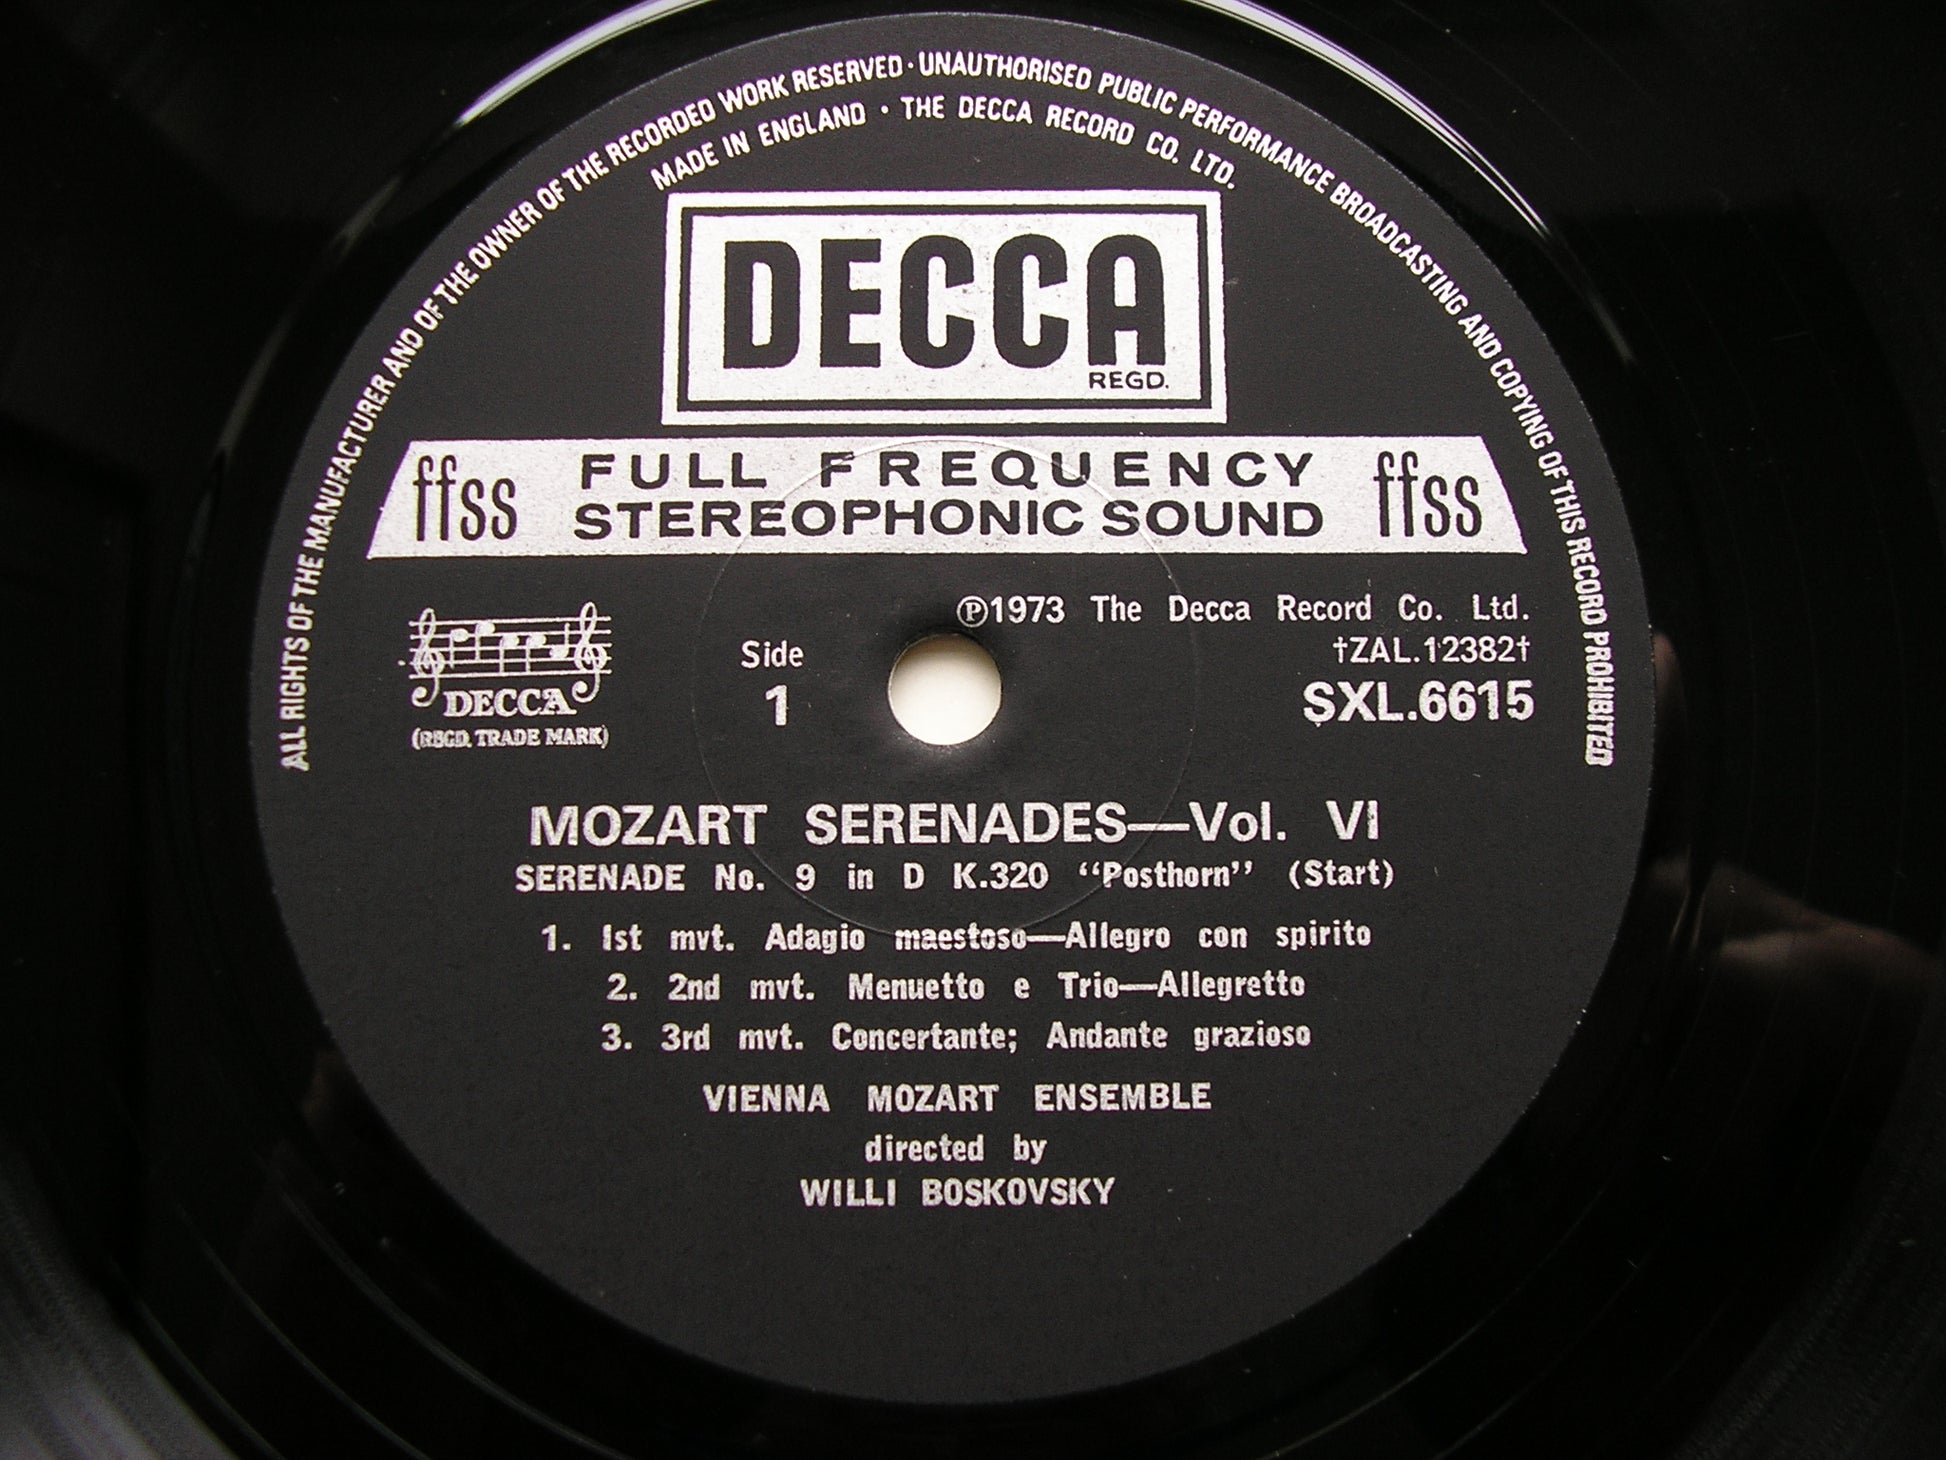 ALL RIGHTS OF THE MANUFACTURER AND OF THE OWNER OF THE RECORDED WORK RESERVED · UNAUTHORISED PUBLIC PERFORMANCE BROADCASTING AND COPYING OF THIS RECORD PROHIBITED
MADE IN ENGLAND · THE DECCA RECORD CO. LTD.
DECCA
REGD.
ffss FULL FREQUENCY ffss
STEREOPHONIC SOUND
℗1973 The Decca Record Co. Ltd.
Side †ZAL.12382†
1 SXL.6615
DECCA
(REGD. TRADE MARK)
MOZART SERENADES—Vol. VI
SERENADE No. 9 in D K.320 “Posthorn” (Start)
1. 1st mvt. Adagio maestoso—Allegro con spirito
2. 2nd mvt. Menuetto e Trio—Allegretto
3. 3rd mvt. Concertante; Andante grazioso
VIENNA MOZART ENSEMBLE
directed by
WILLI BOSKOVSKY